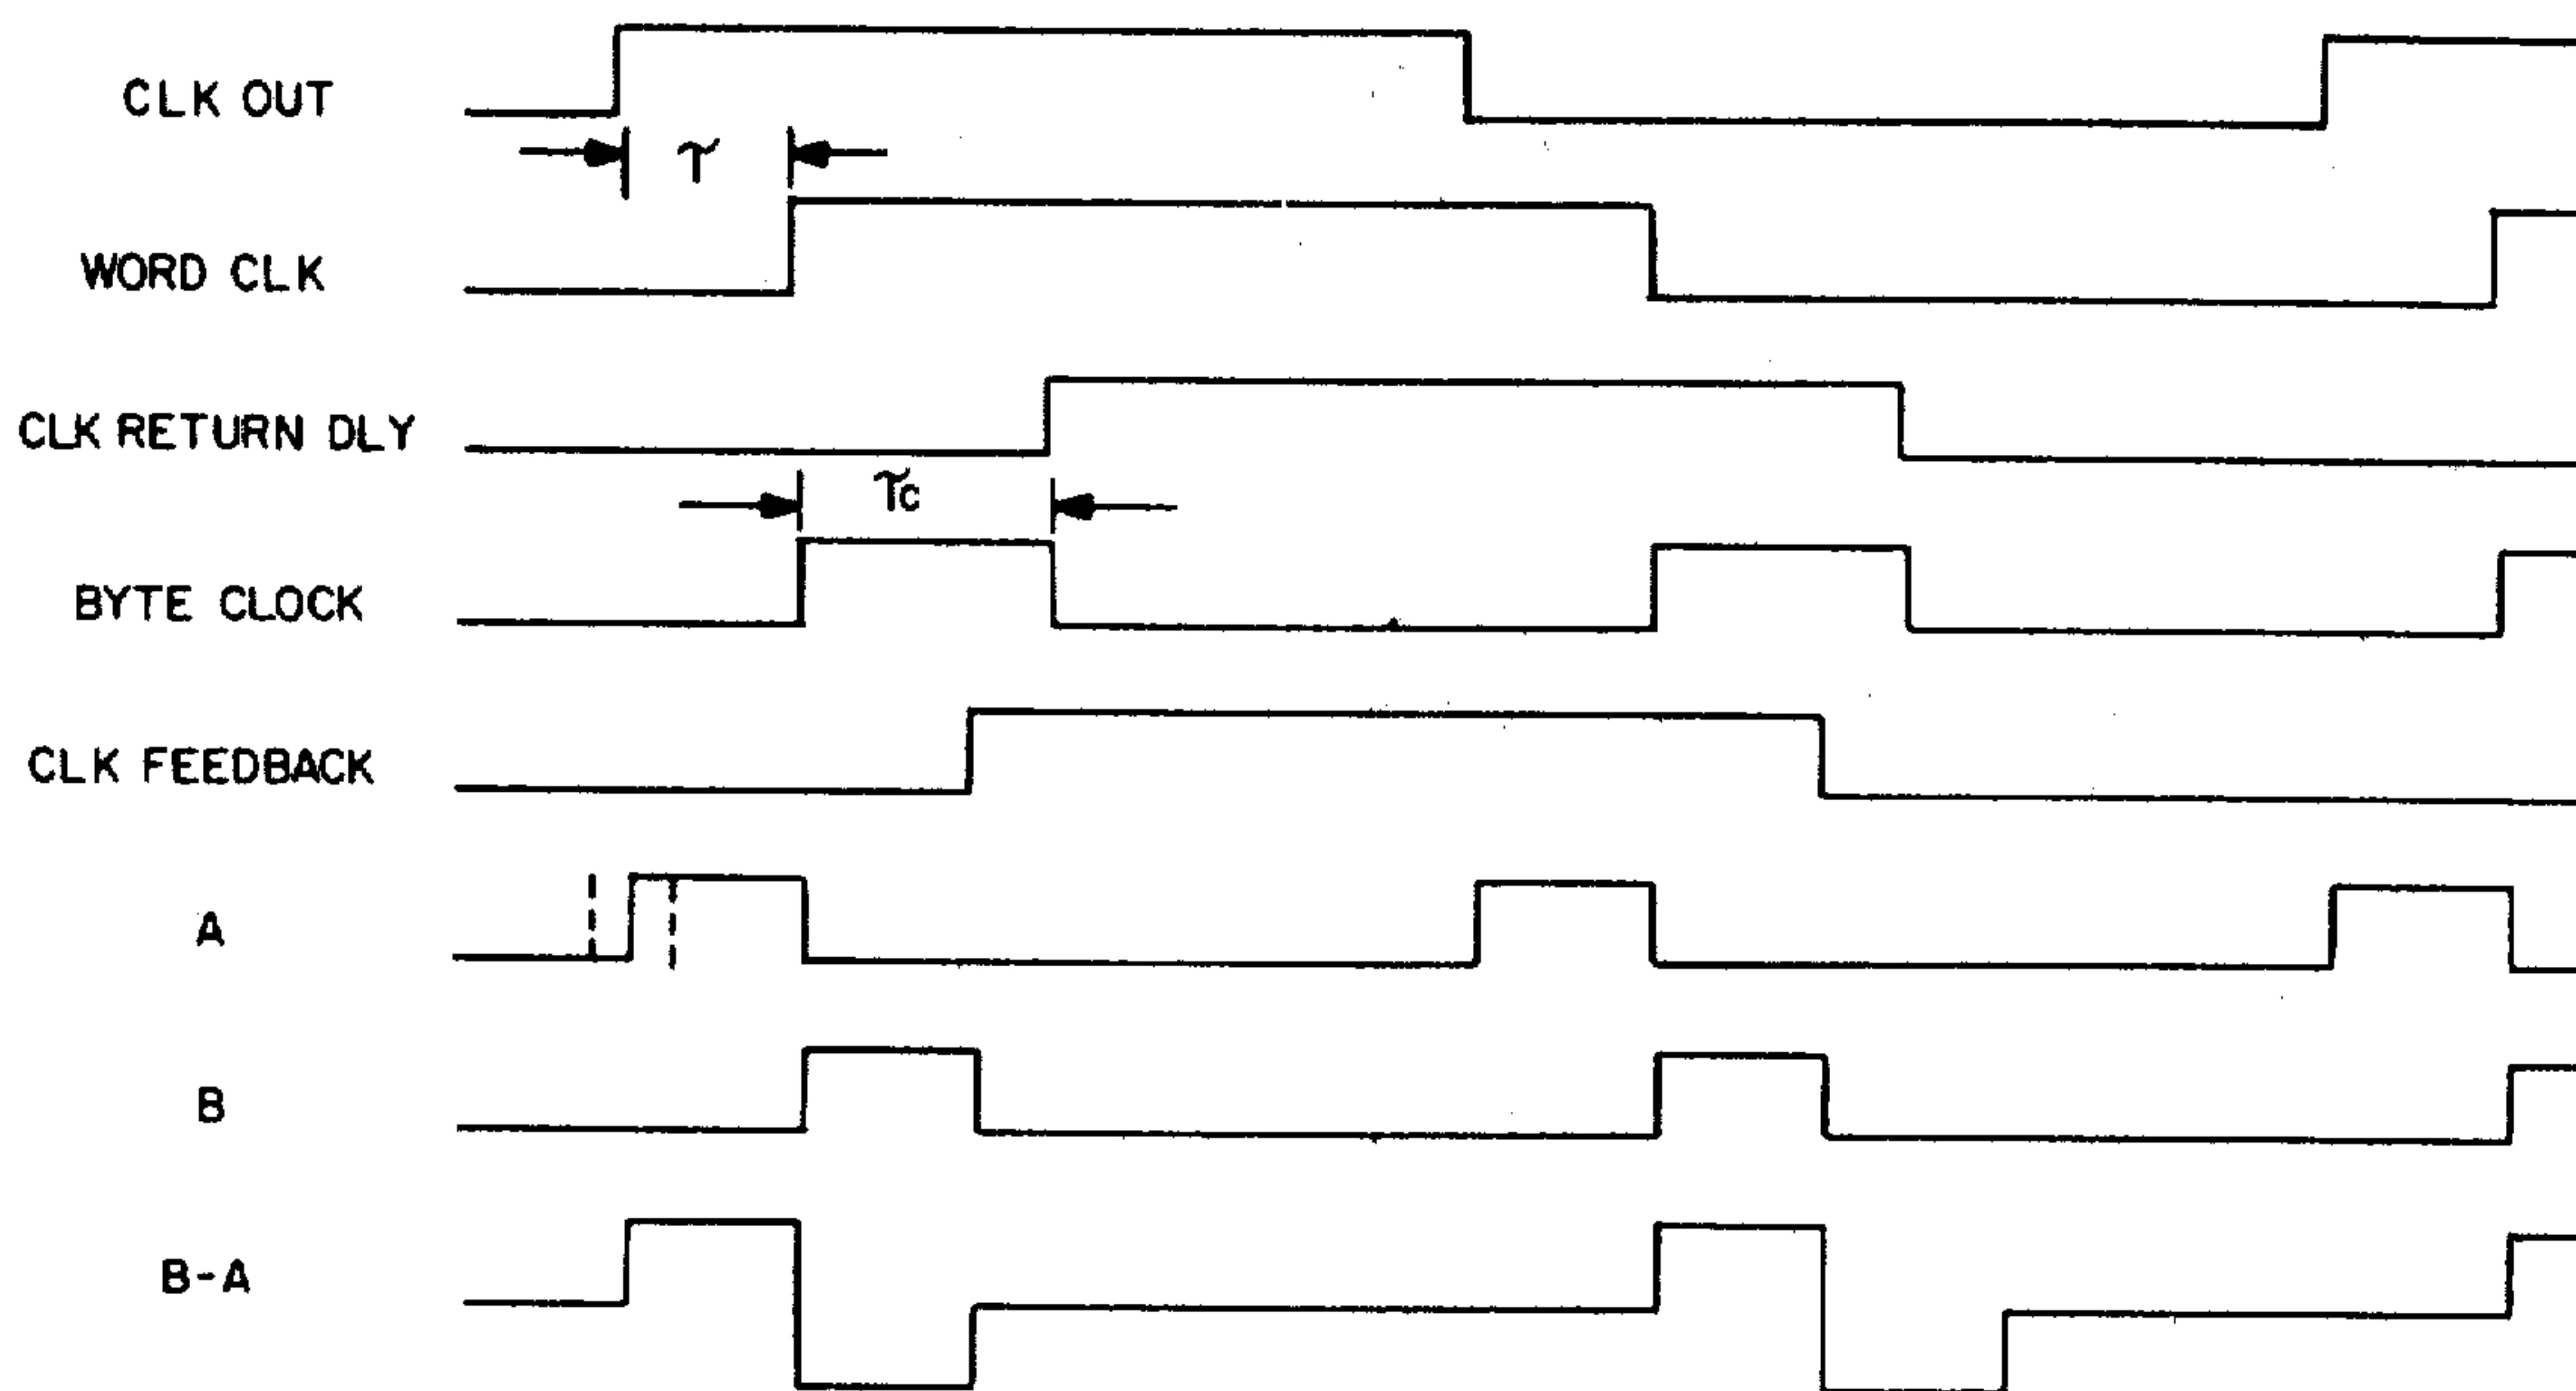 CLK OUT
τ
WORD CLK
CLK RETURN DLY
τc
BYTE CLOCK
CLK FEEDBACK
A
B
B-A